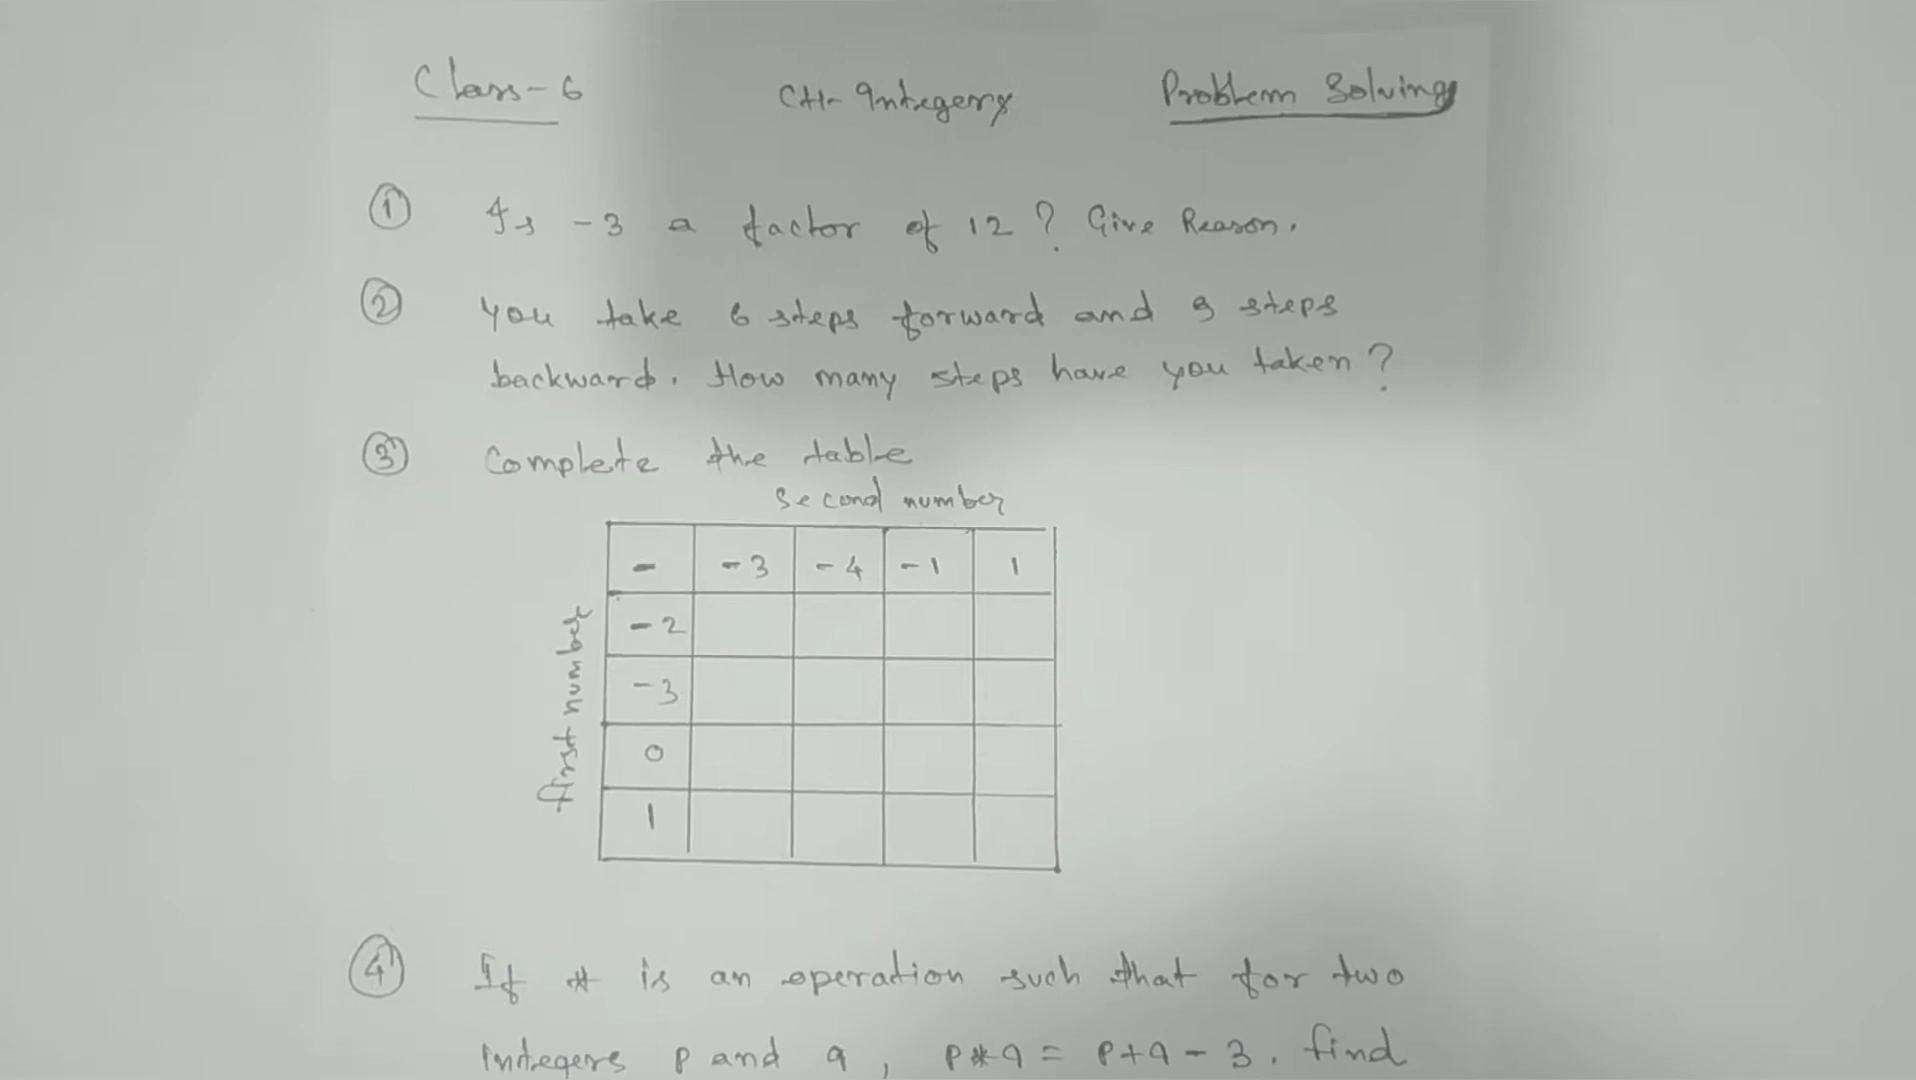 Class-6 CH- Integers Problem Solving
① Is -3 a factor of 12? Give Reason.
② You take 6 steps forward and 9 steps
backward. How many steps have you taken?
③ Complete the table
Second number
- -3 -4 -1 1
-2
-3
0
1
first number
④ If * is an operation such that for two
integers p and q, p*q = p+q-3. find